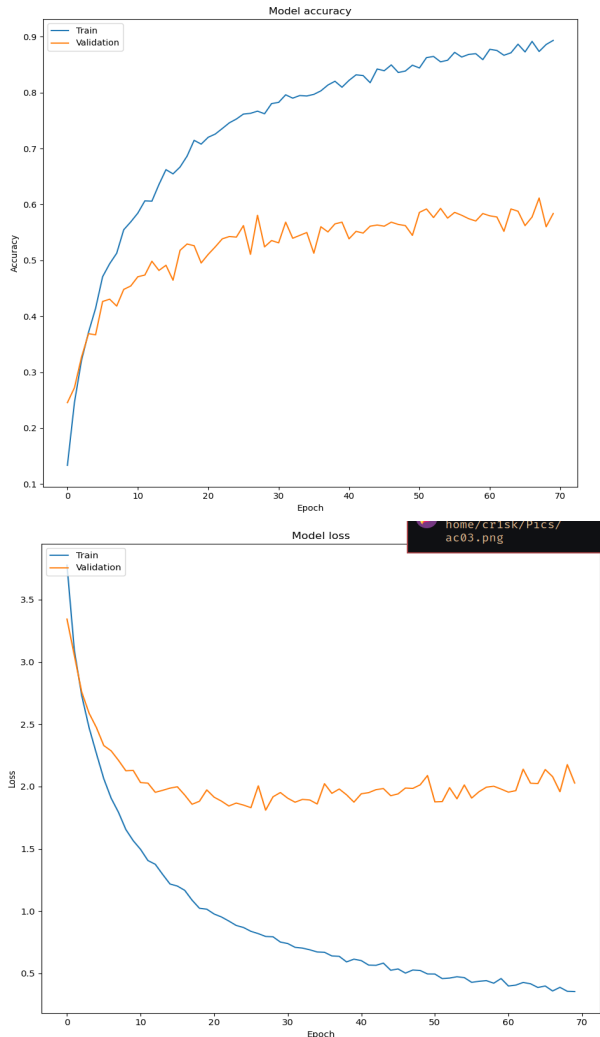 Model accuracy
Train
Validation
0.9
0.8
0.7
0.6
0.5
0.4
0.3
0.2
0.1
Accuracy
0 10 20 30 40 50 60 70
Epoch
home/cr1sk/Pics/
ac03.png
Model loss
Train
Validation
3.5
3.0
2.5
2.0
1.5
1.0
0.5
Loss
0 10 20 30 40 50 60 70
Epoch